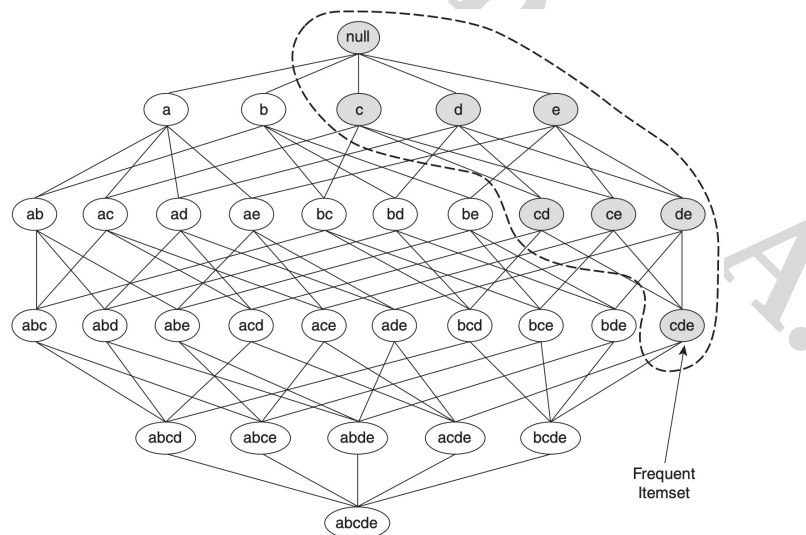 null
a b c d e
ab ac ad ae bc bd be cd ce de
abc abd abe acd ace ade bcd bce bde cde
abcd abce abde acde bcde
abcde
Frequent
Itemset
A.